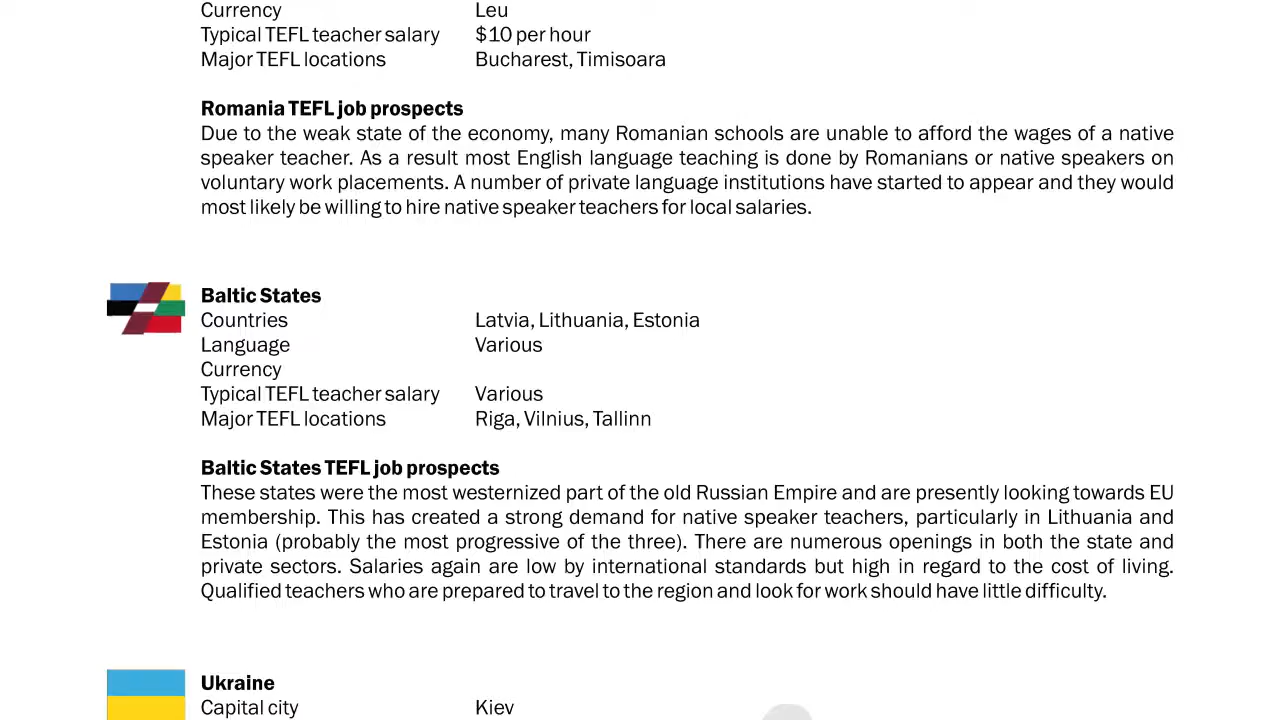 Currency Leu
Typical TEFL teacher salary $10 per hour
Major TEFL locations Bucharest, Timisoara
Romania TEFL job prospects
Due to the weak state of the economy, many Romanian schools are unable to afford the wages of a native
speaker teacher. As a result most English language teaching is done by Romanians or native speakers on
voluntary work placements. A number of private language institutions have started to appear and they would
most likely be willing to hire native speaker teachers for local salaries.
Baltic States
Countries Latvia, Lithuania, Estonia
Language Various
Currency
Typical TEFL teacher salary Various
Major TEFL locations Riga, Vilnius, Tallinn
Baltic States TEFL job prospects
These states were the most westernized part of the old Russian Empire and are presently looking towards EU
membership. This has created a strong demand for native speaker teachers, particularly in Lithuania and
Estonia (probably the most progressive of the three). There are numerous openings in both the state and
private sectors. Salaries again are low by international standards but high in regard to the cost of living.
Qualified teachers who are prepared to travel to the region and look for work should have little difficulty.
Ukraine
Capital city Kiev